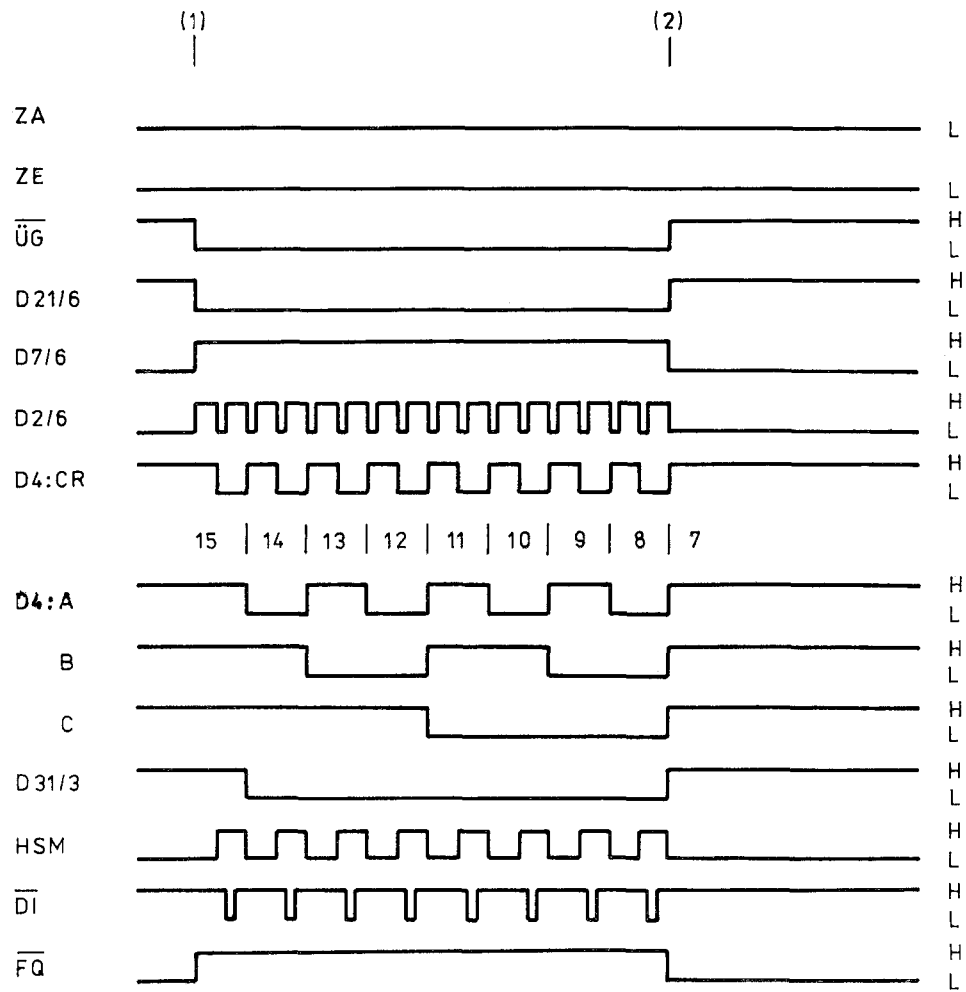 (1) (2)
ZA L
ZE L
ÜG H
L
D21/6 H
L
D7/6 H
L
D2/6 H
L
D4:CR H
L
15 | 14 | 13 | 12 | 11 | 10 | 9 | 8 | 7
D4:A H
L
B H
L
C H
L
D31/3 H
L
HSM H
L
DI H
L
FQ H
L